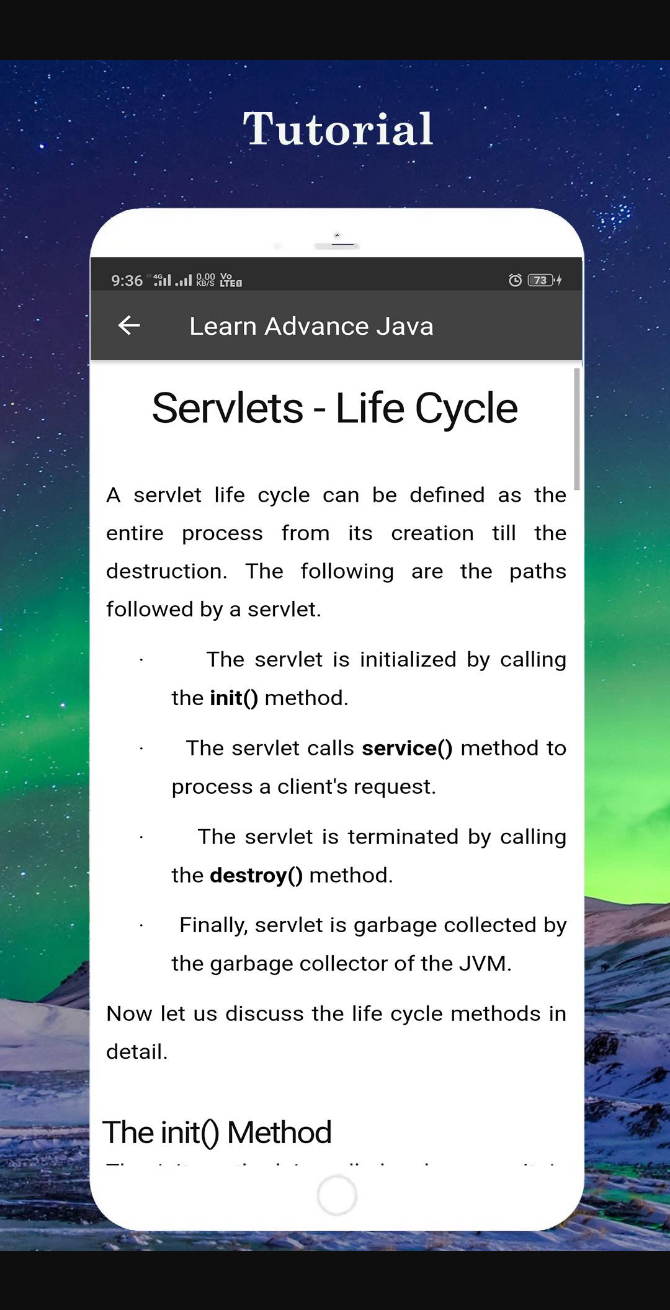 Tutorial
9:36 4G 0.00 KB/S Vo LTE 73
Learn Advance Java
Servlets - Life Cycle
A servlet life cycle can be defined as the
entire process from its creation till the
destruction. The following are the paths
followed by a servlet.
· The servlet is initialized by calling
the init() method.
· The servlet calls service() method to
process a client's request.
· The servlet is terminated by calling
the destroy() method.
· Finally, servlet is garbage collected by
the garbage collector of the JVM.
Now let us discuss the life cycle methods in
detail.
The init() Method